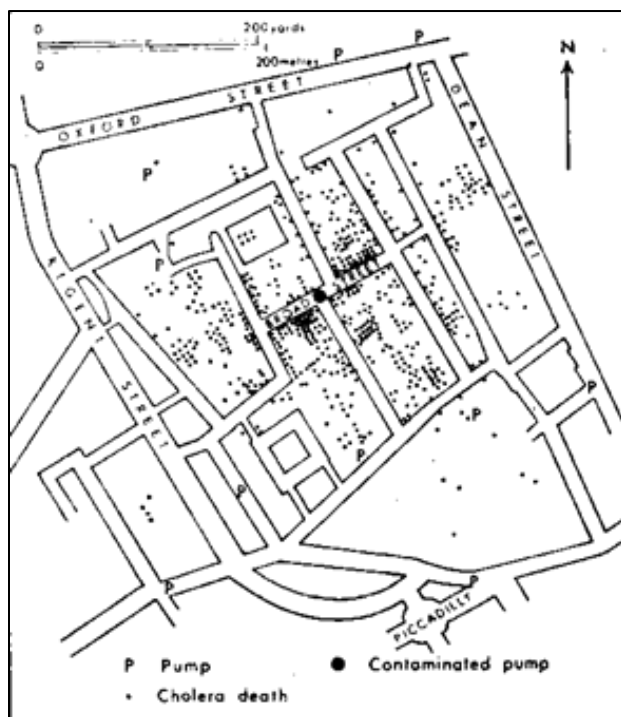 0 200 yards
0 200 metres
P
P
N
OXFORD STREET
DEAN STREET
P
REGENT STREET
P
BROAD STREET
P
P
P
P
P
P
PICCADILLY
P Pump
Contaminated pump
Cholera death